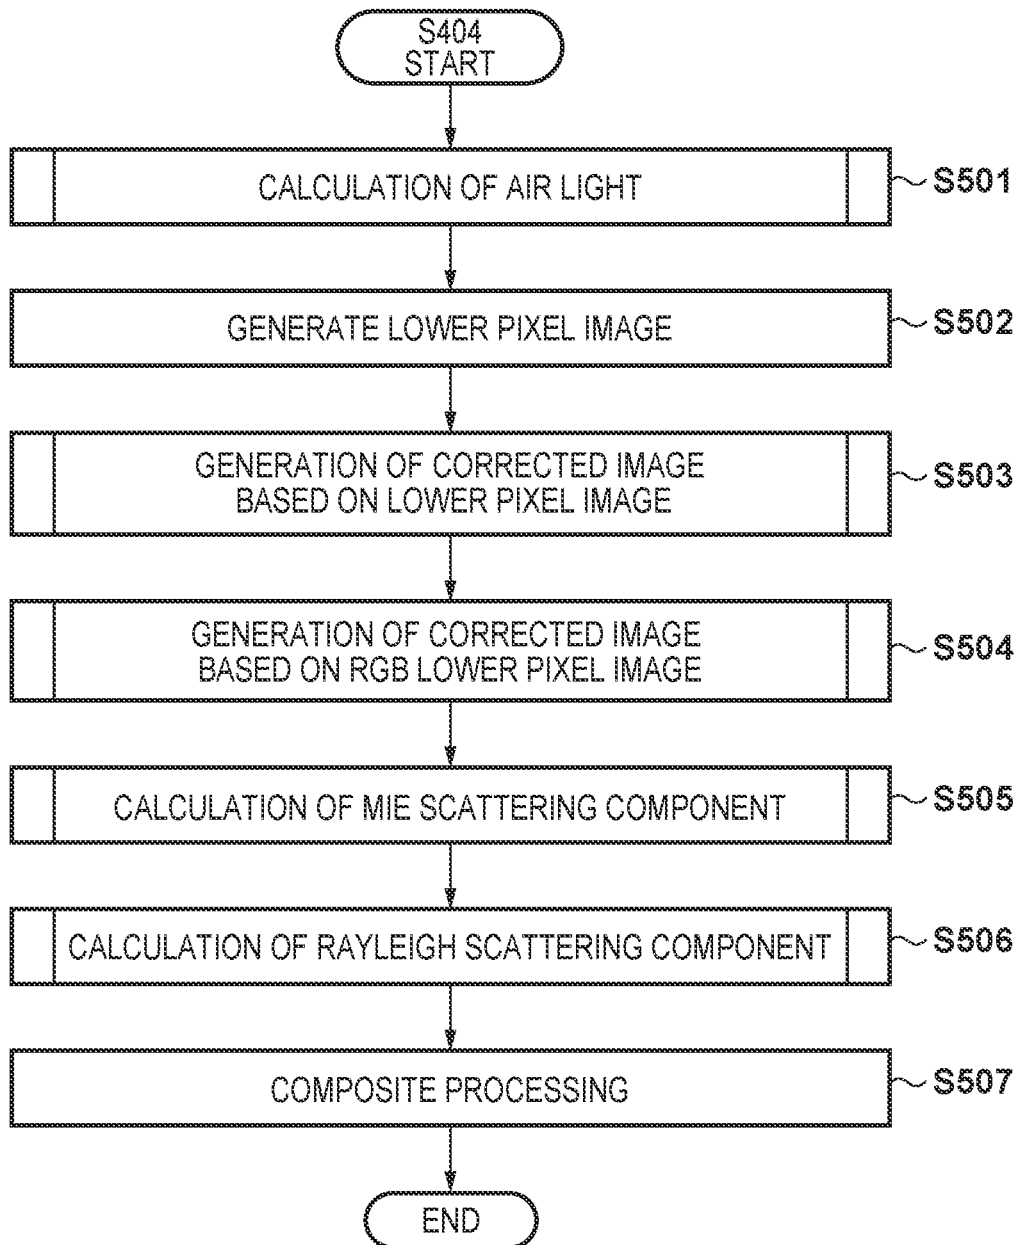 S404
START
CALCULATION OF AIR LIGHT
S501
GENERATE LOWER PIXEL IMAGE
S502
GENERATION OF CORRECTED IMAGE
BASED ON LOWER PIXEL IMAGE
S503
GENERATION OF CORRECTED IMAGE
BASED ON RGB LOWER PIXEL IMAGE
S504
CALCULATION OF MIE SCATTERING COMPONENT
S505
CALCULATION OF RAYLEIGH SCATTERING COMPONENT
S506
COMPOSITE PROCESSING
S507
END